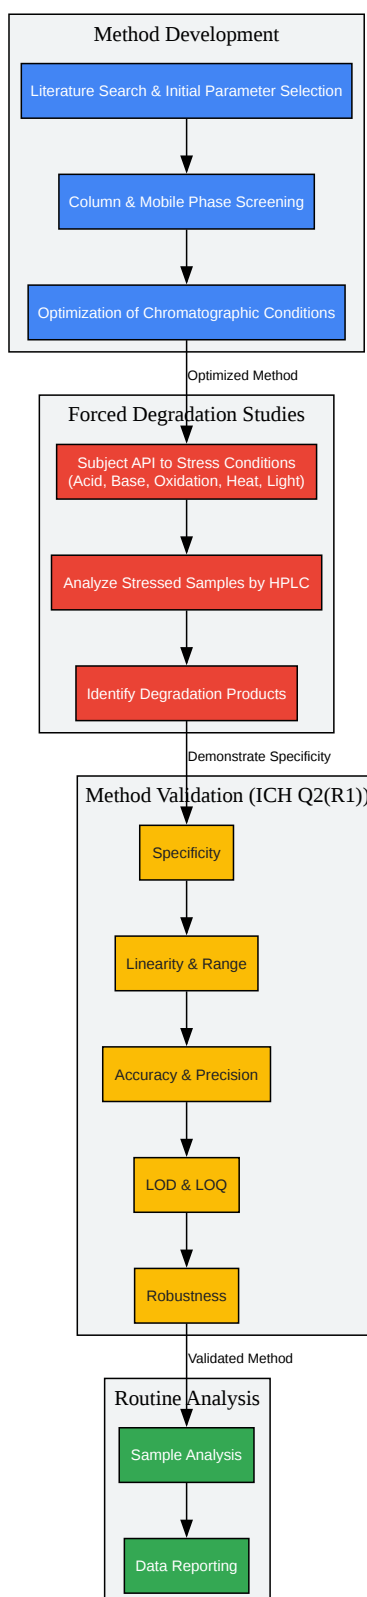 Method Development
Literature Search & Initial Parameter Selection
Column & Mobile Phase Screening
Optimization of Chromatographic Conditions
Optimized Method
Forced Degradation Studies
Subject API to Stress Conditions
(Acid, Base, Oxidation, Heat, Light)
Analyze Stressed Samples by HPLC
Identify Degradation Products
Demonstrate Specificity
Method Validation (ICH Q2(R1))
Specificity
Linearity & Range
Accuracy & Precision
LOD & LOQ
Robustness
Validated Method
Routine Analysis
Sample Analysis
Data Reporting